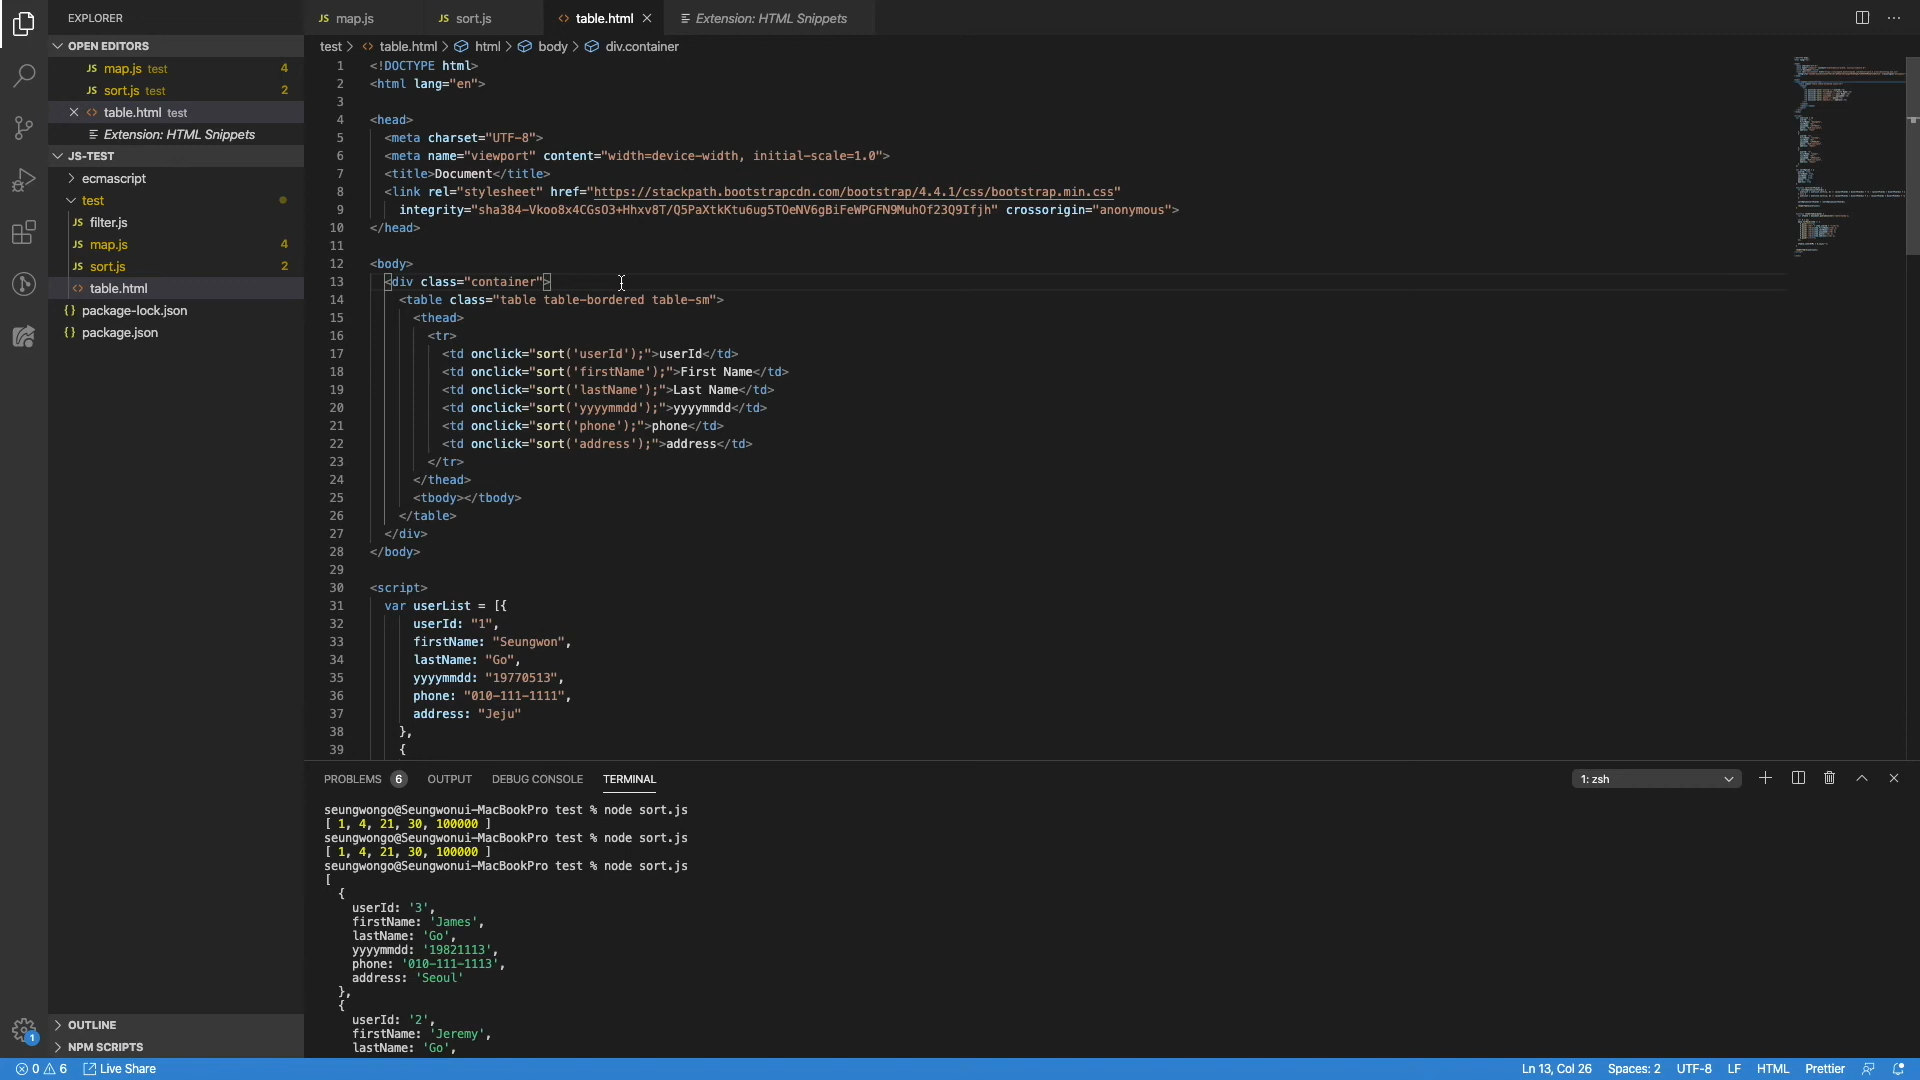 EXPLORER
OPEN EDITORS
JS map.js test 4
JS sort.js test 2
table.html test
Extension: HTML Snippets
JS-TEST
ecmascript
test
JS filter.js
JS map.js 4
JS sort.js 2
<> table.html
{} package-lock.json
{} package.json
OUTLINE
NPM SCRIPTS
JS map.js JS sort.js <> table.html Extension: HTML Snippets
test > <> table.html > html > body > div.container
1 <!DOCTYPE html>
2 <html lang="en">
3
4 <head>
5 <meta charset="UTF-8">
6 <meta name="viewport" content="width=device-width, initial-scale=1.0">
7 <title>Document</title>
8 <link rel="stylesheet" href="https://stackpath.bootstrapcdn.com/bootstrap/4.4.1/css/bootstrap.min.css"
9 integrity="sha384-Vkoo8x4CGsO3+Hhxv8T/Q5PaXtkKtu6ug5TOeNV6gBiFeWPGFN9MuhOf23Q9Ifjh" crossorigin="anonymous">
10 </head>
11
12 <body>
13 <div class="container">
14 <table class="table table-bordered table-sm">
15 <thead>
16 <tr>
17 <td onclick="sort('userId');">userId</td>
18 <td onclick="sort('firstName');">First Name</td>
19 <td onclick="sort('lastName');">Last Name</td>
20 <td onclick="sort('yyyymmdd');">yyyymmdd</td>
21 <td onclick="sort('phone');">phone</td>
22 <td onclick="sort('address');">address</td>
23 </tr>
24 </thead>
25 <tbody></tbody>
26 </table>
27 </div>
28 </body>
29
30 <script>
31 var userList = [{
32 userId: "1",
33 firstName: "Seungwon",
34 lastName: "Go",
35 yyyymmdd: "19770513",
36 phone: "010-111-1111",
37 address: "Jeju"
38 },
39 {
PROBLEMS 6 OUTPUT DEBUG CONSOLE TERMINAL 1: zsh
seungwongo@Seungwonui-MacBookPro test % node sort.js
[ 1, 4, 21, 30, 100000 ]
seungwongo@Seungwonui-MacBookPro test % node sort.js
[ 1, 4, 21, 30, 100000 ]
seungwongo@Seungwonui-MacBookPro test % node sort.js
[
{
userId: '3',
firstName: 'James',
lastName: 'Go',
yyyymmdd: '19821113',
phone: '010-111-1113',
address: 'Seoul'
},
{
userId: '2',
firstName: 'Jeremy',
lastName: 'Go',
1
0 6 Live Share Ln 13, Col 26 Spaces: 2 UTF-8 LF HTML Prettier